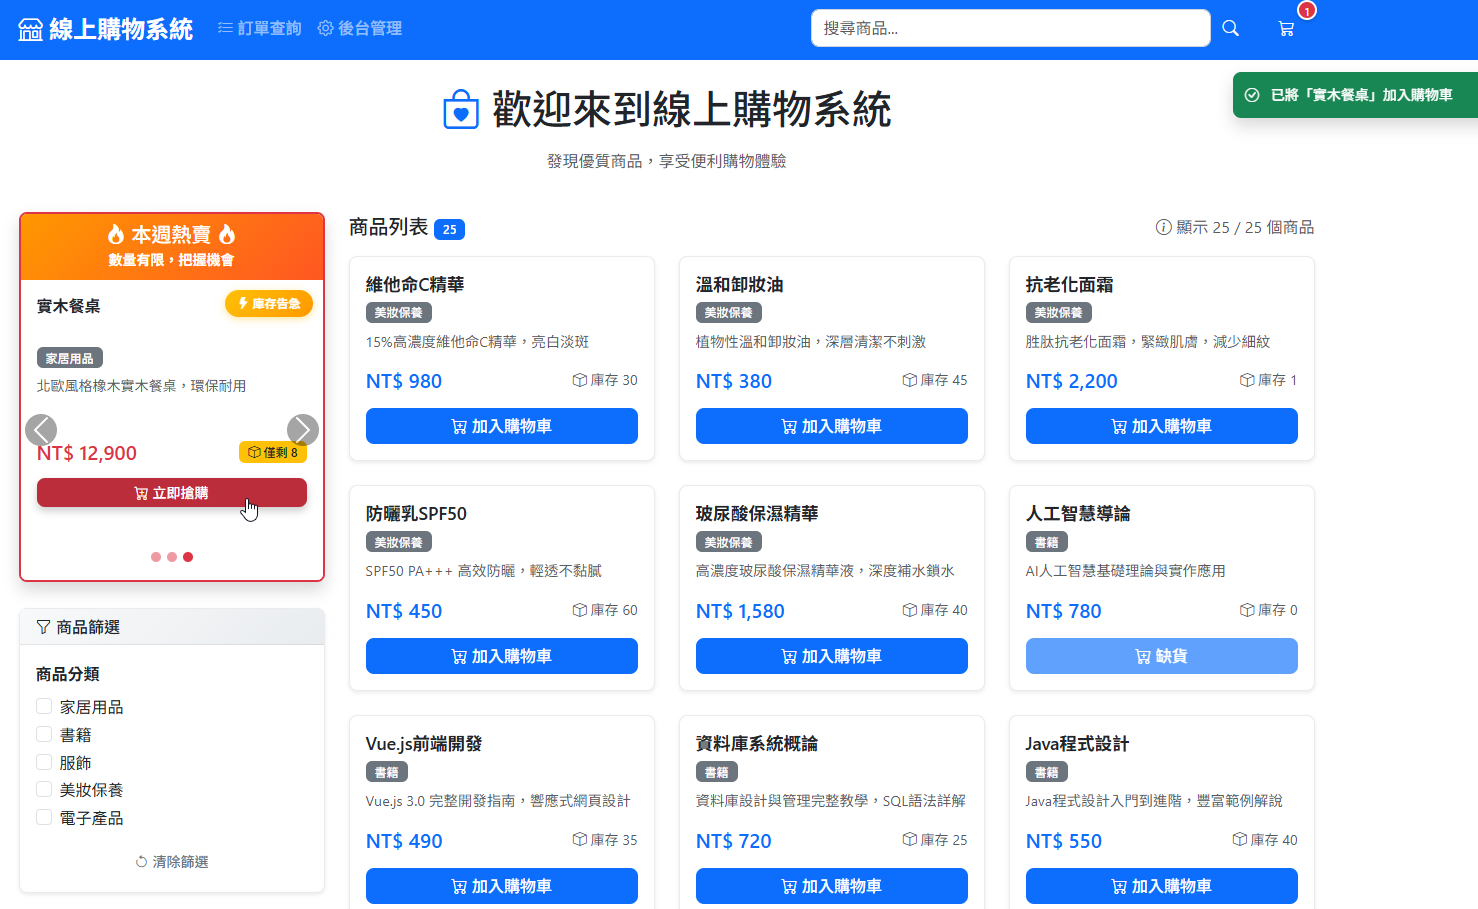 線上購物系統 訂單查詢 後台管理 搜尋商品... 1
已將「實木餐桌」加入購物車
歡迎來到線上購物系統
發現優質商品，享受便利購物體驗
本週熱賣
數量有限，把握機會
實木餐桌 庫存告急
家居用品
北歐風格橡木實木餐桌，環保耐用
NT$ 12,900 僅剩 8
立即搶購
商品篩選
商品分類
家居用品
書籍
服飾
美妝保養
電子產品
清除篩選
商品列表 25 顯示 25 / 25 個商品
維他命C精華
美妝保養
15%高濃度維他命C精華，亮白淡斑
NT$ 980 庫存 30
加入購物車
溫和卸妝油
美妝保養
植物性溫和卸妝油，深層清潔不刺激
NT$ 380 庫存 45
加入購物車
抗老化面霜
美妝保養
胜肽抗老化面霜，緊緻肌膚，減少細紋
NT$ 2,200 庫存 1
加入購物車
防曬乳SPF50
美妝保養
SPF50 PA+++ 高效防曬，輕透不黏膩
NT$ 450 庫存 60
加入購物車
玻尿酸保濕精華
美妝保養
高濃度玻尿酸保濕精華液，深度補水鎖水
NT$ 1,580 庫存 40
加入購物車
人工智慧導論
書籍
AI人工智慧基礎理論與實作應用
NT$ 780 庫存 0
缺貨
Vue.js前端開發
書籍
Vue.js 3.0 完整開發指南，響應式網頁設計
NT$ 490 庫存 35
加入購物車
資料庫系統概論
書籍
資料庫設計與管理完整教學，SQL語法詳解
NT$ 720 庫存 25
加入購物車
Java程式設計
書籍
Java程式設計入門到進階，豐富範例解說
NT$ 550 庫存 40
加入購物車